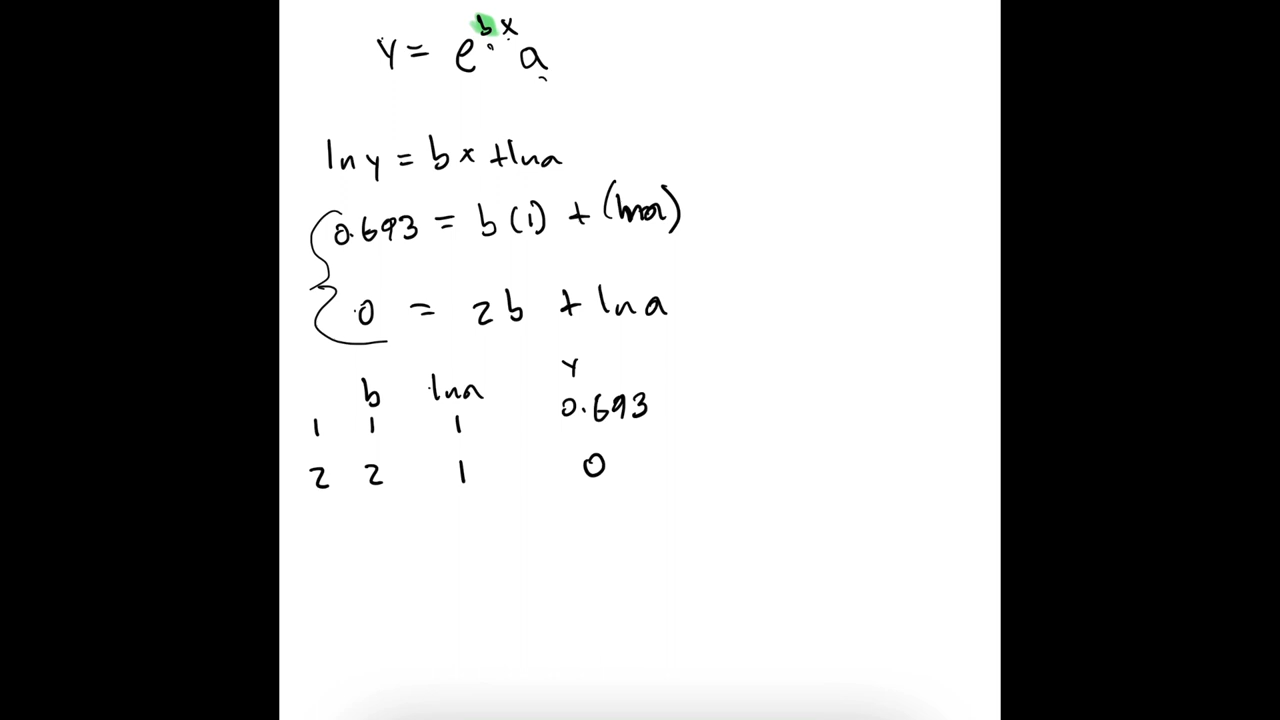 y = e^{bx} a
ln y = bx + ln a
0.693 = b(1) + (ln a)
0 = 2b + ln a
b ln a y
1 1 1 0.693
2 2 1 0